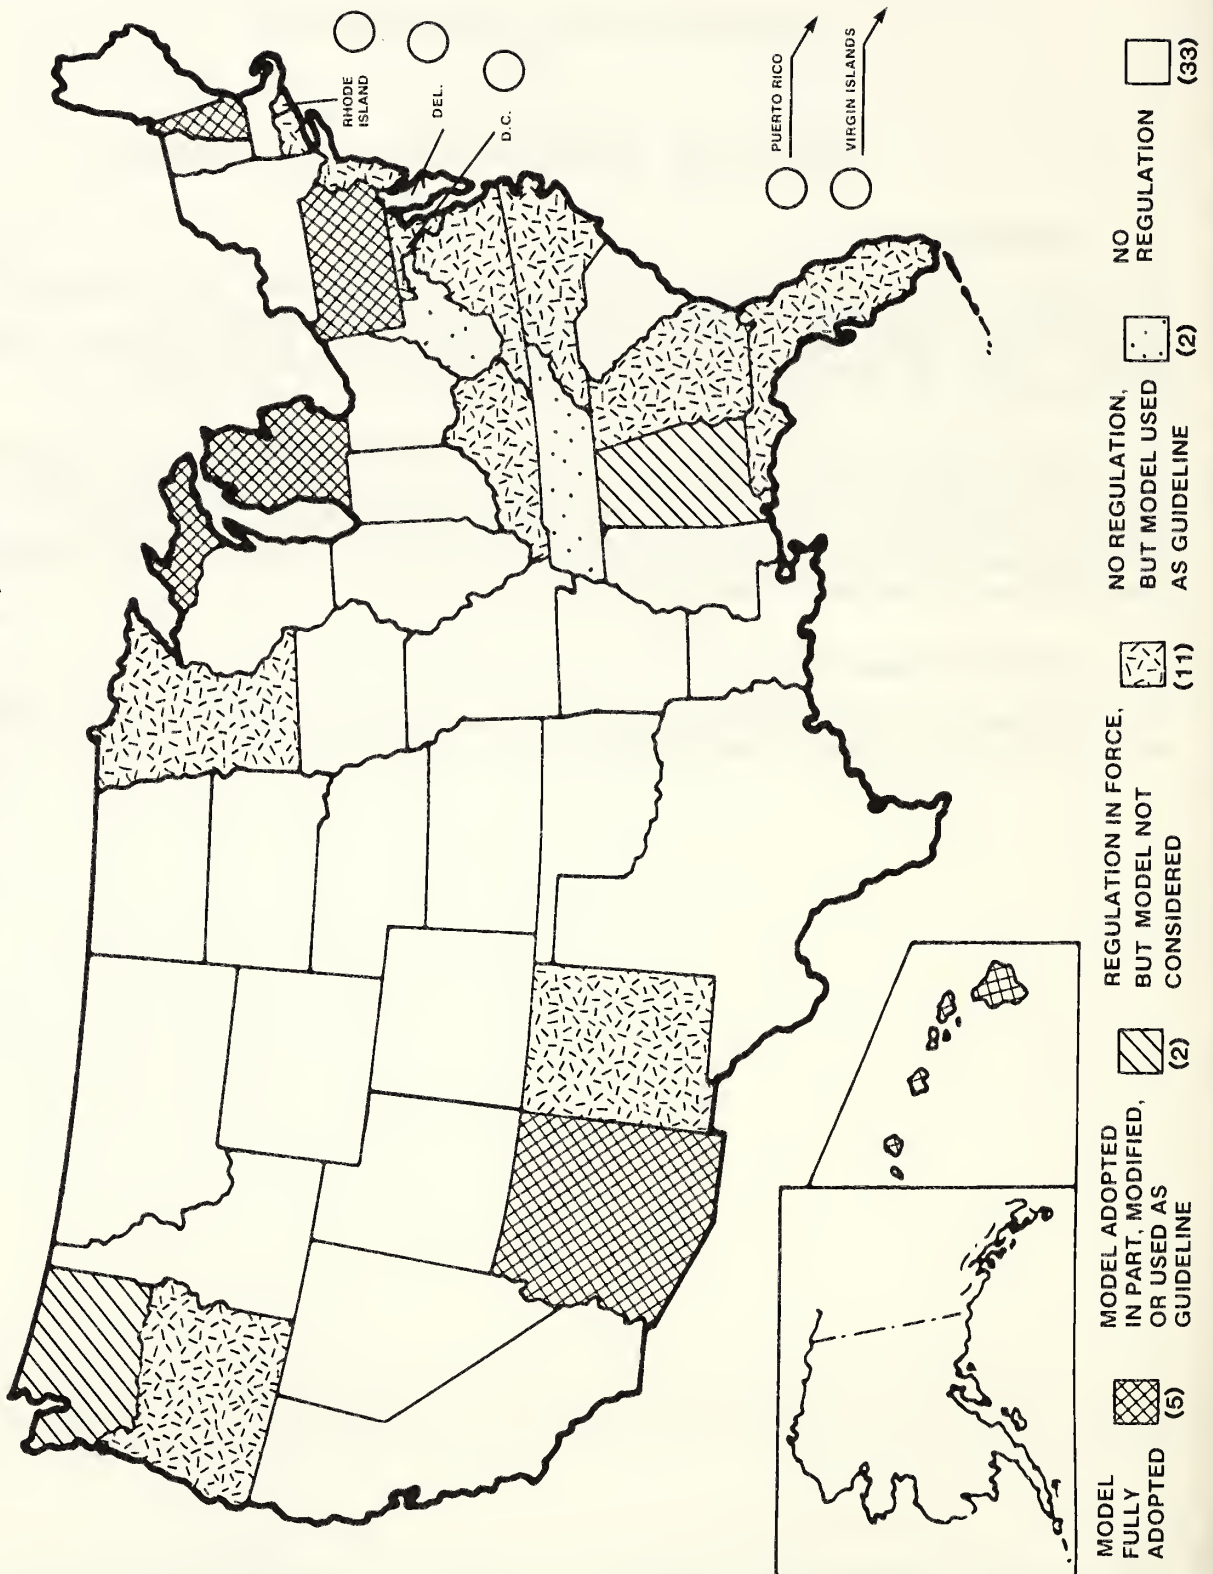 RHODE
ISLAND
DEL.
D.C.
PUERTO RICO
VIRGIN ISLANDS
MODEL
FULLY
ADOPTED
(5)
MODEL ADOPTED
IN PART, MODIFIED,
OR USED AS
GUIDELINE
(2)
REGULATION IN FORCE,
BUT MODEL NOT
CONSIDERED
(11)
NO REGULATION,
BUT MODEL USED
AS GUIDELINE
(2)
NO
REGULATION
(33)